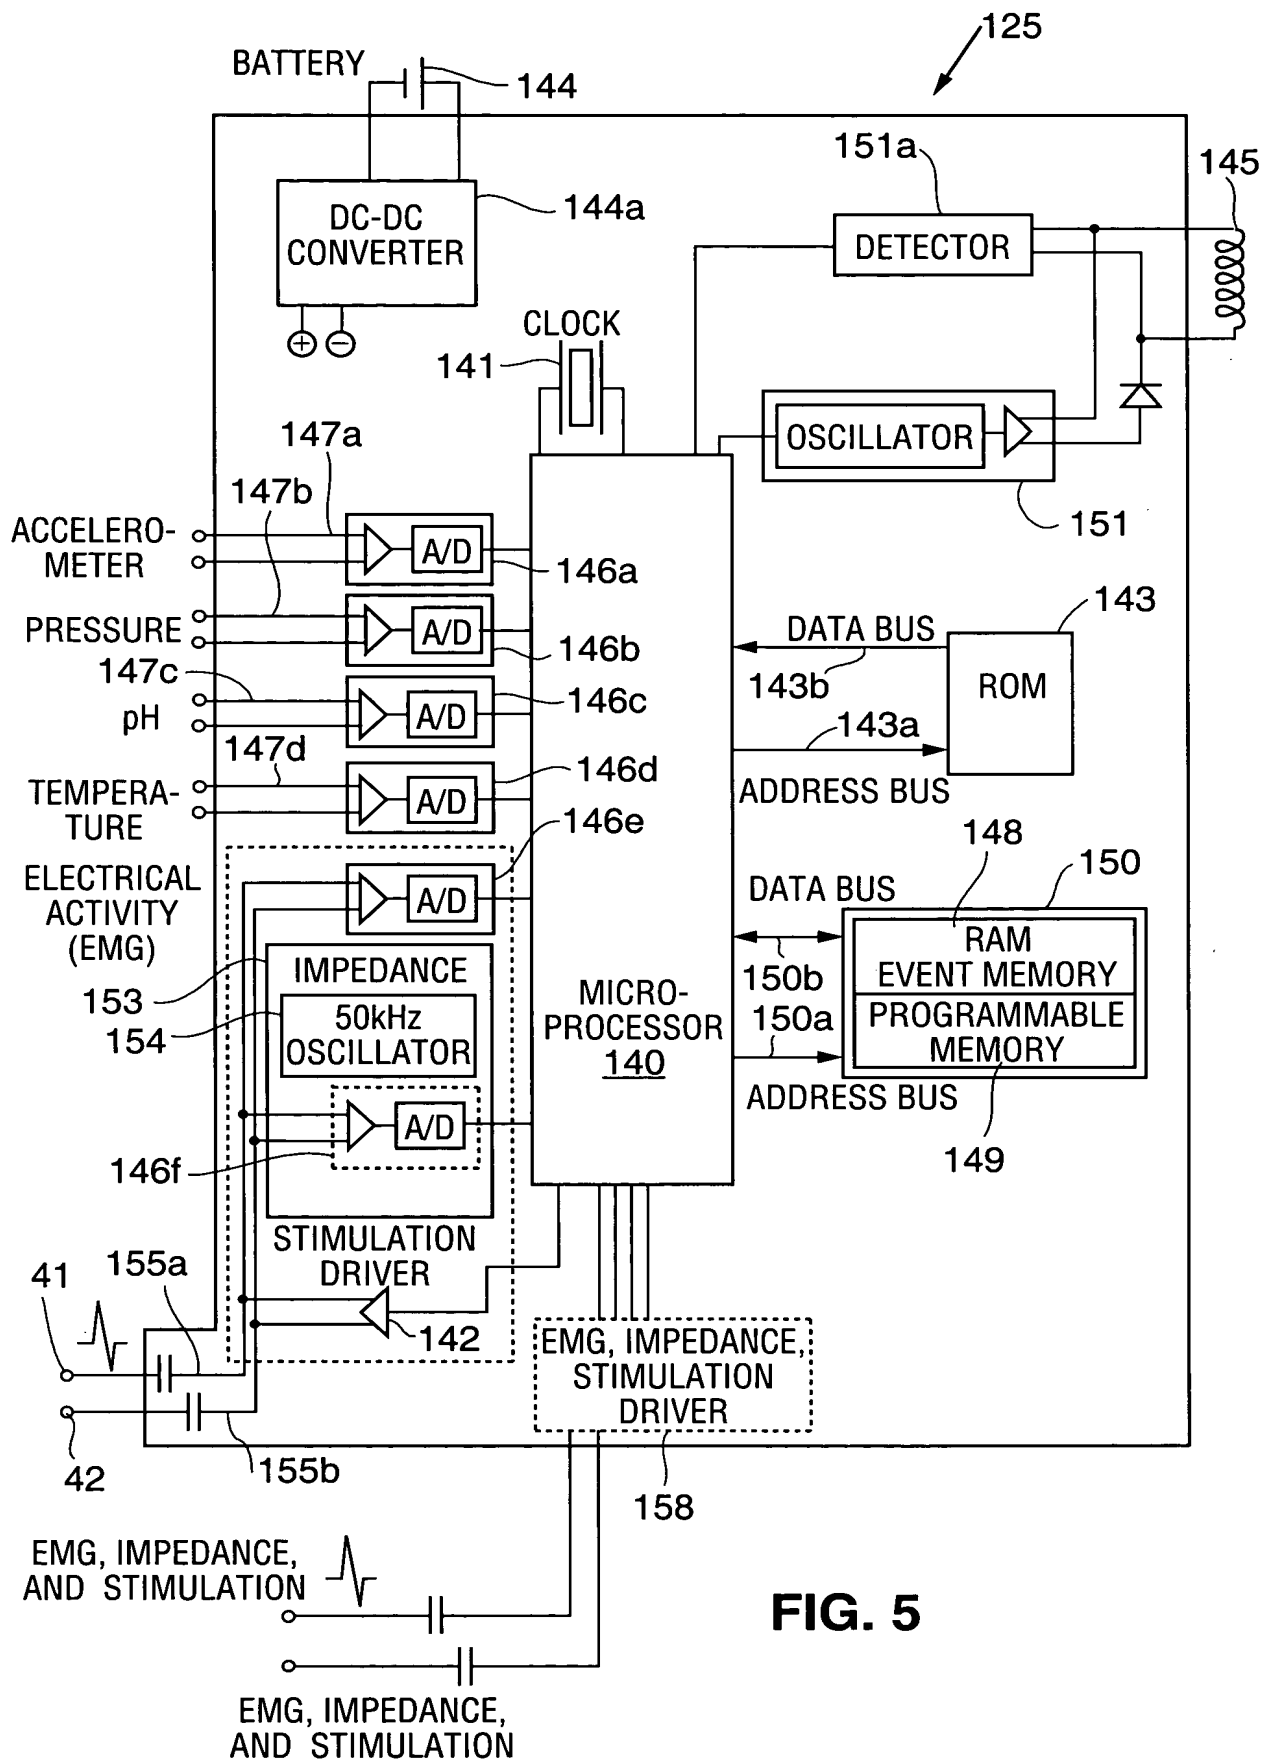 125
BATTERY
144
151a
145
DC-DC
CONVERTER
144a
DETECTOR
+ −
CLOCK
141
OSCILLATOR
151
147a
147b
ACCELERO-
METER
A/D
146a
PRESSURE
A/D
146b
147c
pH
A/D
146c
147d
TEMPERA-
TURE
A/D
146d
146e
ELECTRICAL
ACTIVITY
(EMG)
A/D
DATA BUS
143
143b
ROM
143a
ADDRESS BUS
148
150
DATA BUS
RAM
EVENT MEMORY
150b
PROGRAMMABLE
MEMORY
150a
ADDRESS BUS
149
MICRO-
PROCESSOR
140
153
IMPEDANCE
154
50kHz
OSCILLATOR
A/D
146f
STIMULATION
DRIVER
142
155a
41
42
155b
EMG, IMPEDANCE,
STIMULATION
DRIVER
158
EMG, IMPEDANCE,
AND STIMULATION
FIG. 5
EMG, IMPEDANCE,
AND STIMULATION